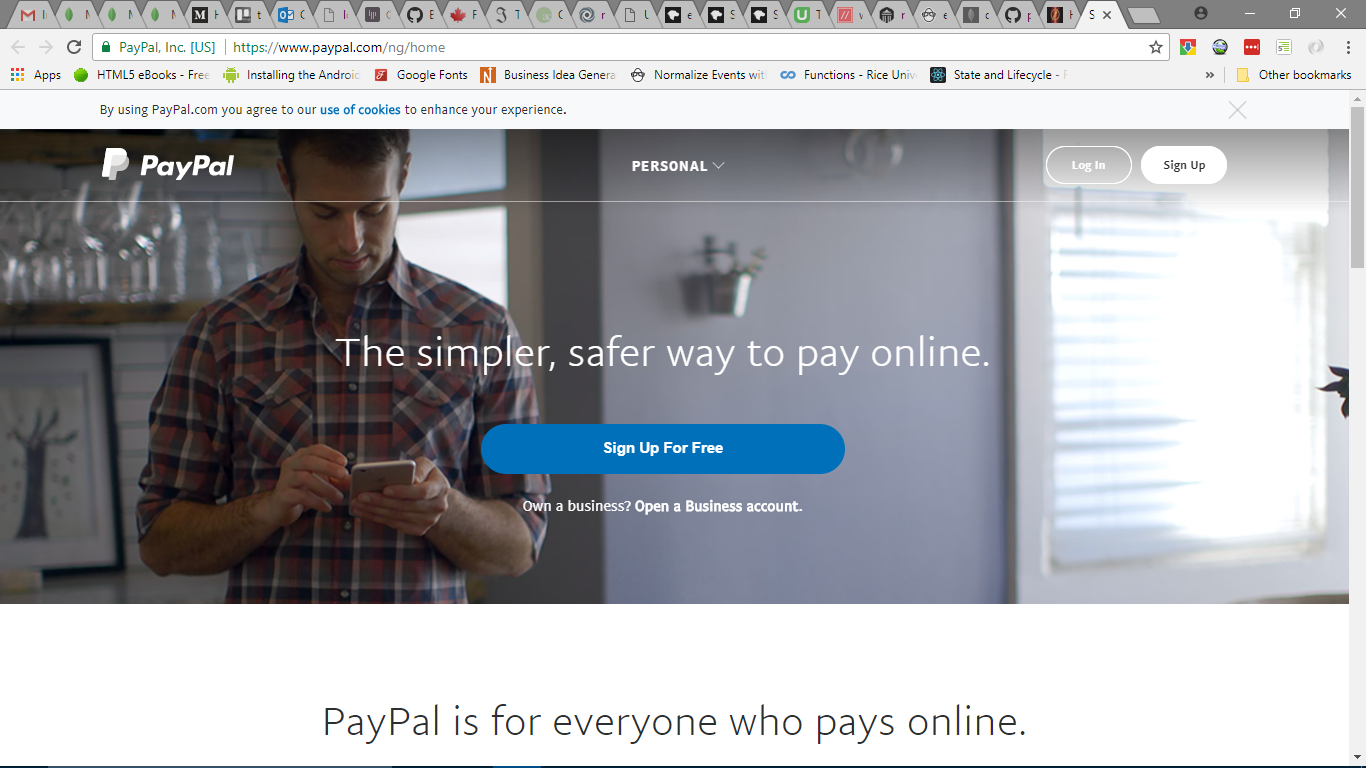 PayPal, Inc. [US]
https://www.paypal.com/ng/home
Apps
HTML5 eBooks - Free
Installing the Android
Google Fonts
Business Idea Genera
Normalize Events with
Functions - Rice Univ
State and Lifecycle -
»
Other bookmarks
By using PayPal.com you agree to our use of cookies to enhance your experience.
PayPal
PERSONAL
Log In
Sign Up
The simpler, safer way to pay online.
Sign Up For Free
Own a business? Open a Business account.
PayPal is for everyone who pays online.